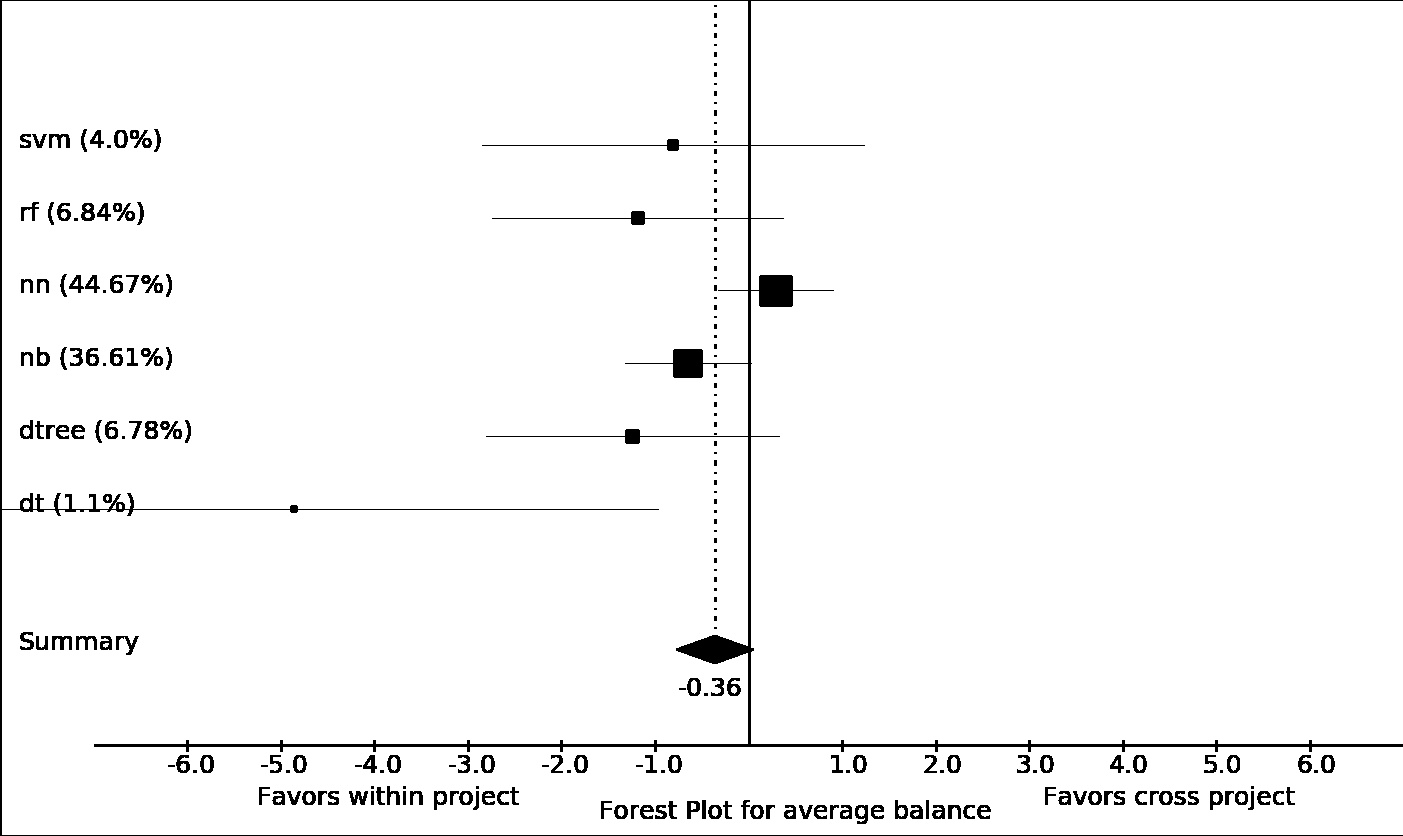 svm (4.0%)
rf (6.84%)
nn (44.67%)
nb (36.61%)
dtree (6.78%)
dt (1.1%)
Summary
-0.36
-6.0 -5.0 -4.0 -3.0 -2.0 -1.0 1.0 2.0 3.0 4.0 5.0 6.0
Favors within project Favors cross project
Forest Plot for average balance